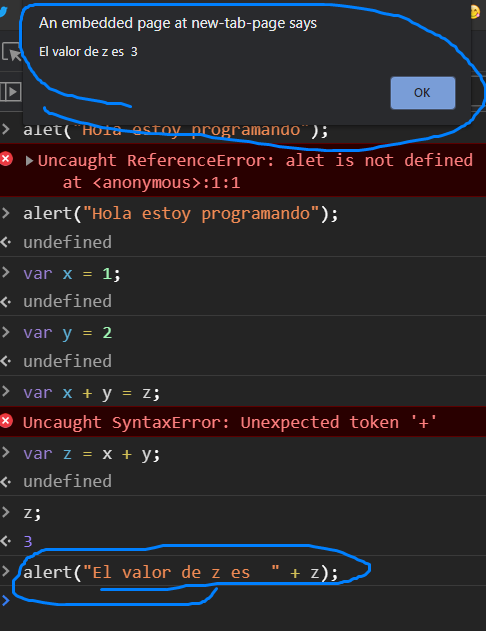 An embedded page at new-tab-page says
El valor de z es  3
OK
> alet("Hola estoy programando");
Uncaught ReferenceError: alet is not defined
at <anonymous>:1:1
> alert("Hola estoy programando");
undefined
> var x = 1;
undefined
> var y = 2
undefined
> var x + y = z;
Uncaught SyntaxError: Unexpected token '+'
> var z = x + y;
undefined
> z;
3
> alert("El valor de z es  " + z);
>